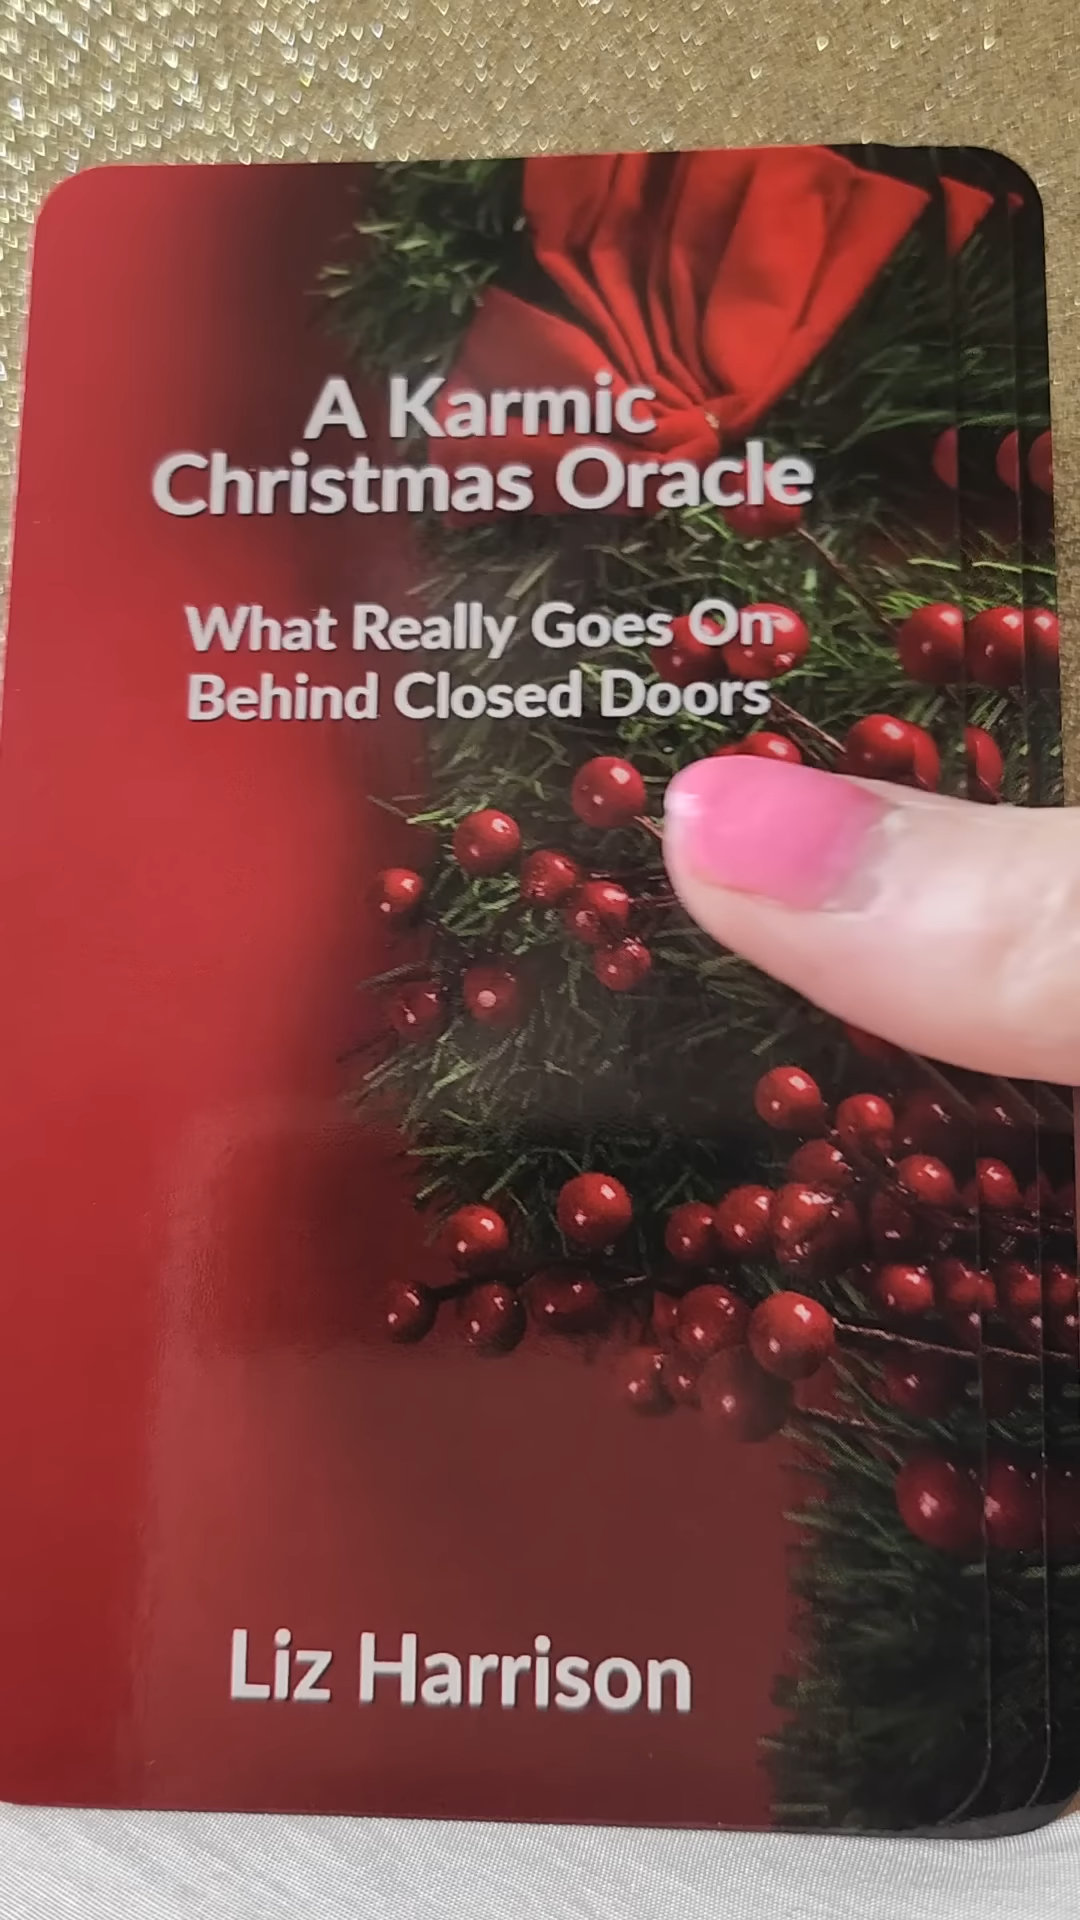 A Karmic
Christmas Oracle
What Really Goes On
Behind Closed Doors
Liz Harrison